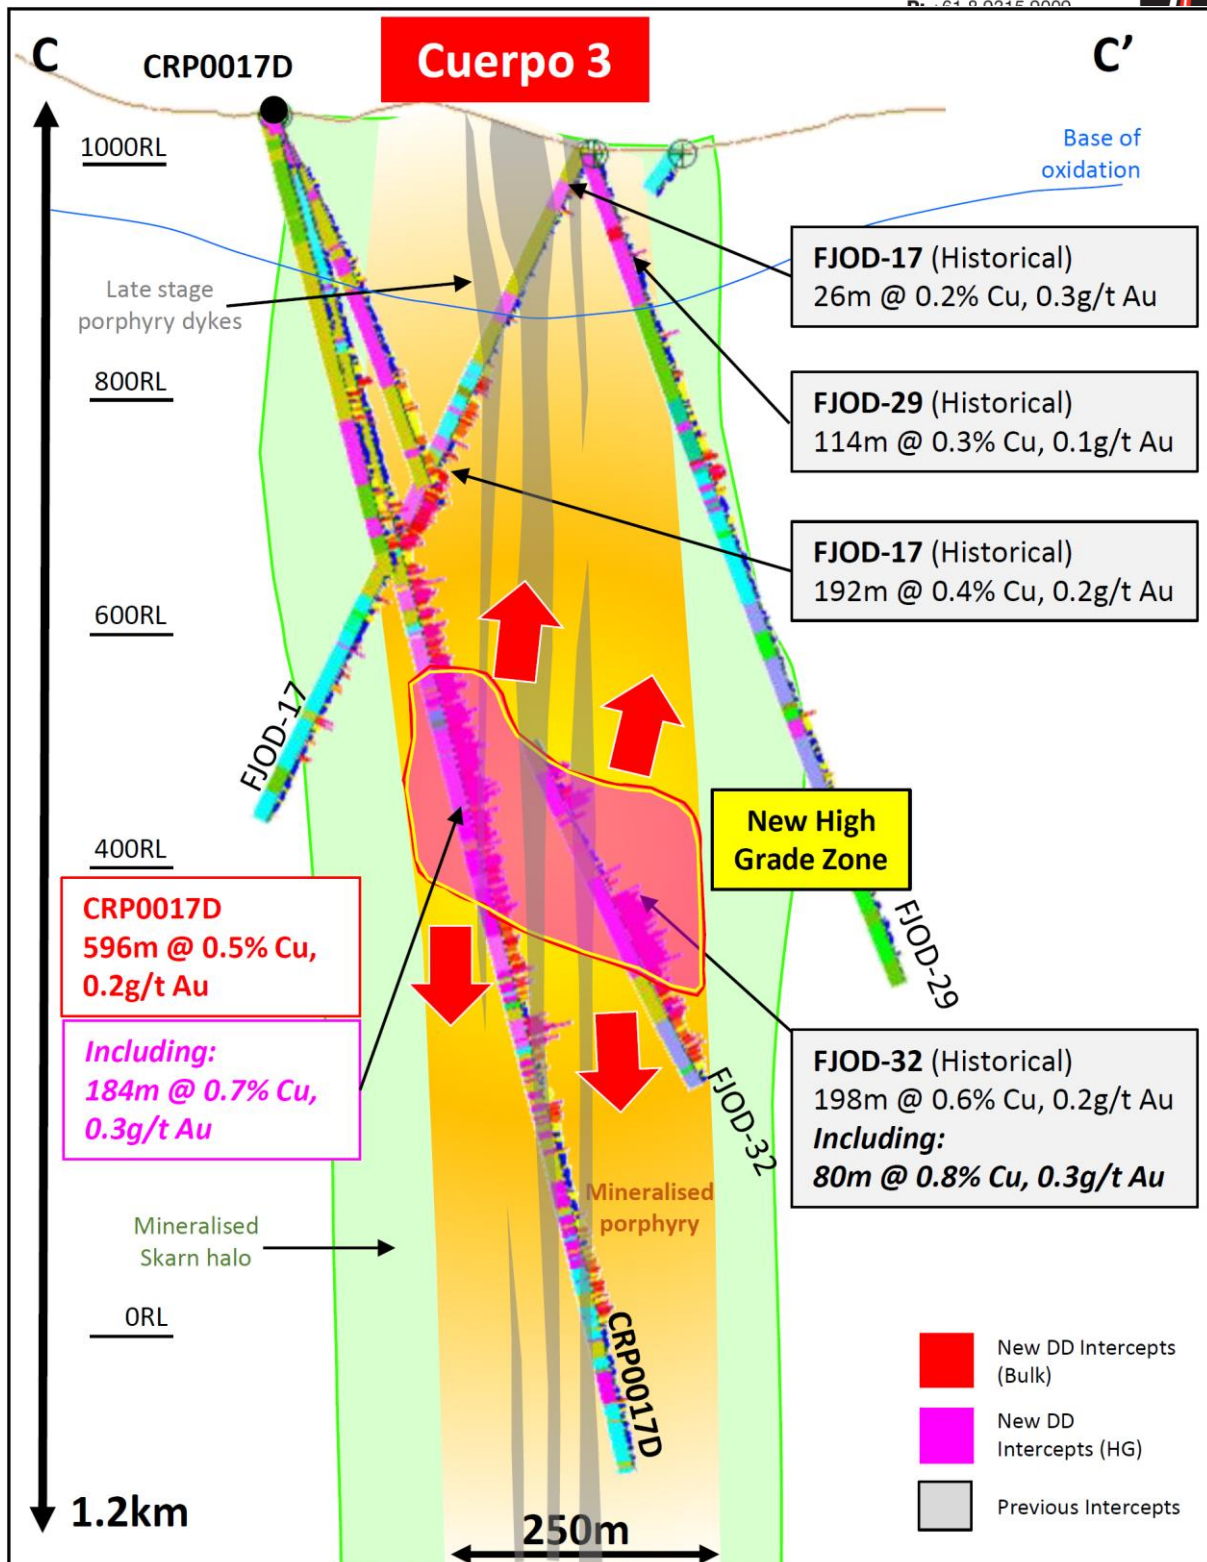 C
CRP0017D
Cuerpo 3
C’
1000RL
Base of
oxidation
FJOD-17 (Historical)
26m @ 0.2% Cu, 0.3g/t Au
Late stage
porphyry dykes
800RL
FJOD-29 (Historical)
114m @ 0.3% Cu, 0.1g/t Au
FJOD-17 (Historical)
192m @ 0.4% Cu, 0.2g/t Au
600RL
FJOD-17
New High
Grade Zone
400RL
CRP0017D
596m @ 0.5% Cu,
0.2g/t Au
Including:
184m @ 0.7% Cu,
0.3g/t Au
FJOD-29
FJOD-32
FJOD-32 (Historical)
198m @ 0.6% Cu, 0.2g/t Au
Including:
80m @ 0.8% Cu, 0.3g/t Au
Mineralised
porphyry
Mineralised
Skarn halo
0RL
CRP0017D
New DD Intercepts
(Bulk)
New DD
Intercepts (HG)
Previous Intercepts
1.2km
250m